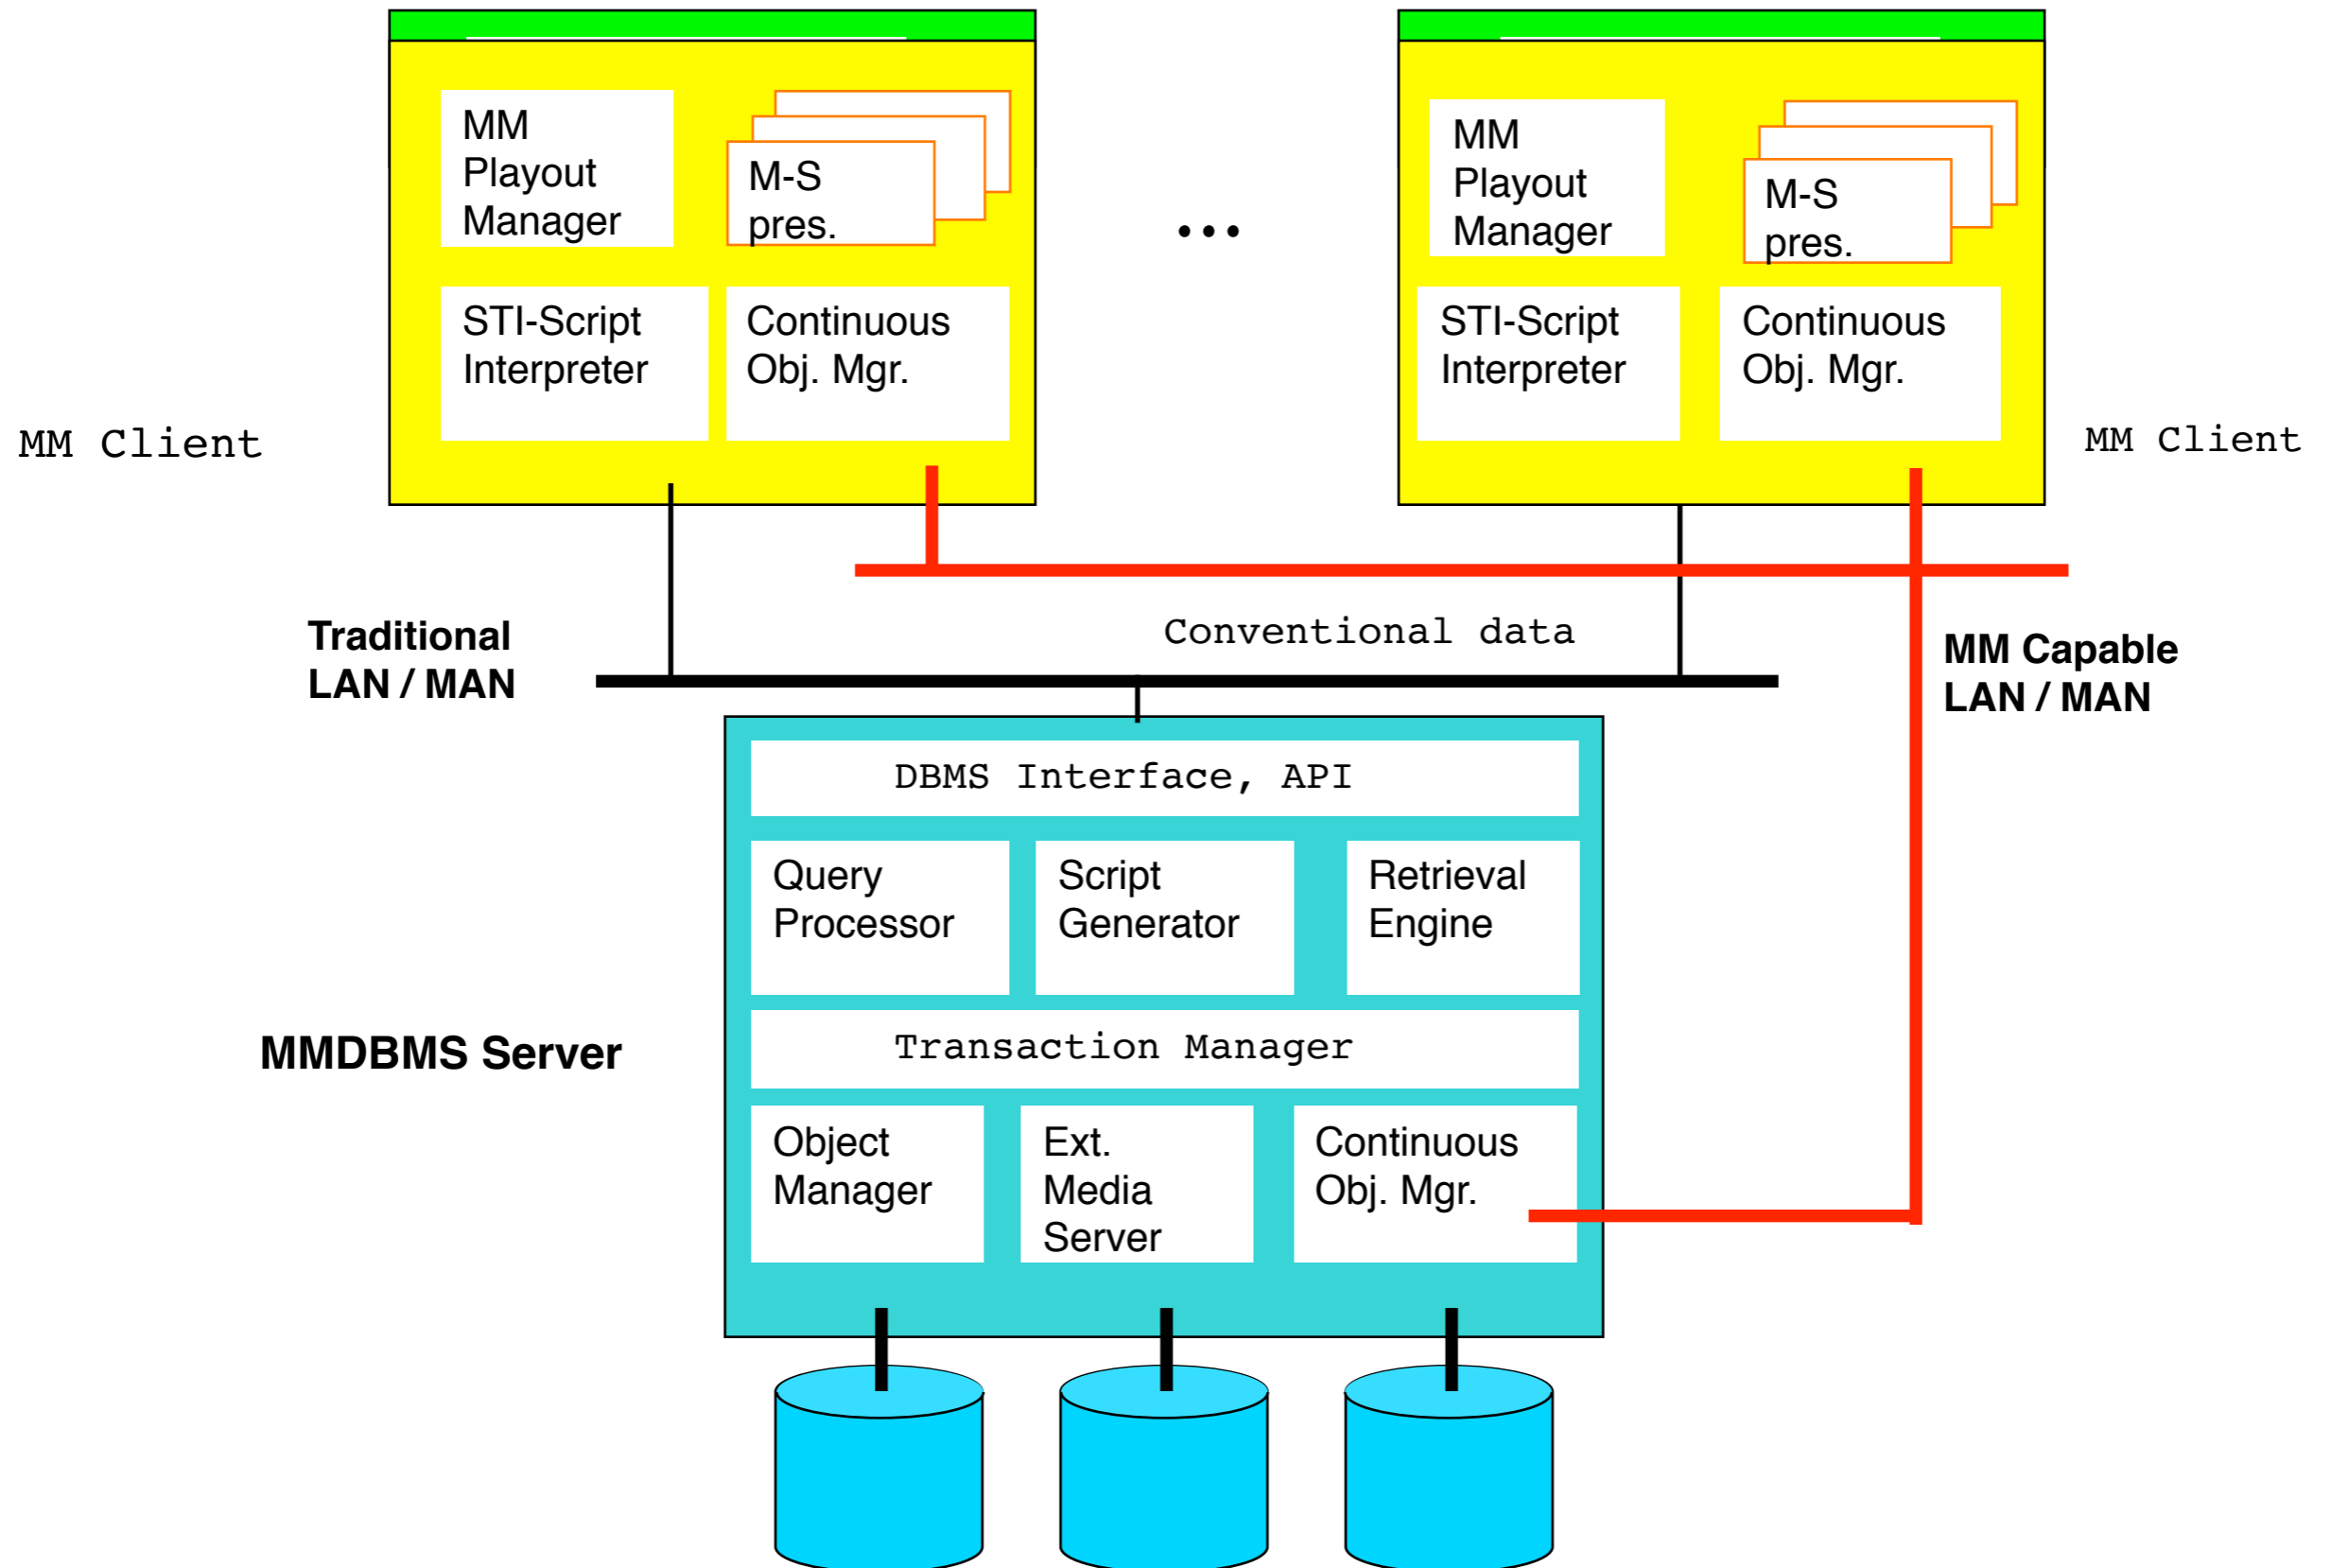 MM
Playout
Manager
M-S
pres.
STI-Script
Interpreter
Continuous
Obj. Mgr.
MM Client
...
MM
Playout
Manager
M-S
pres.
STI-Script
Interpreter
Continuous
Obj. Mgr.
MM Client
Traditional
LAN / MAN
Conventional data
MM Capable
LAN / MAN
MMDBMS Server
DBMS Interface, API
Query
Processor
Script
Generator
Retrieval
Engine
Transaction Manager
Object
Manager
Ext.
Media
Server
Continuous
Obj. Mgr.